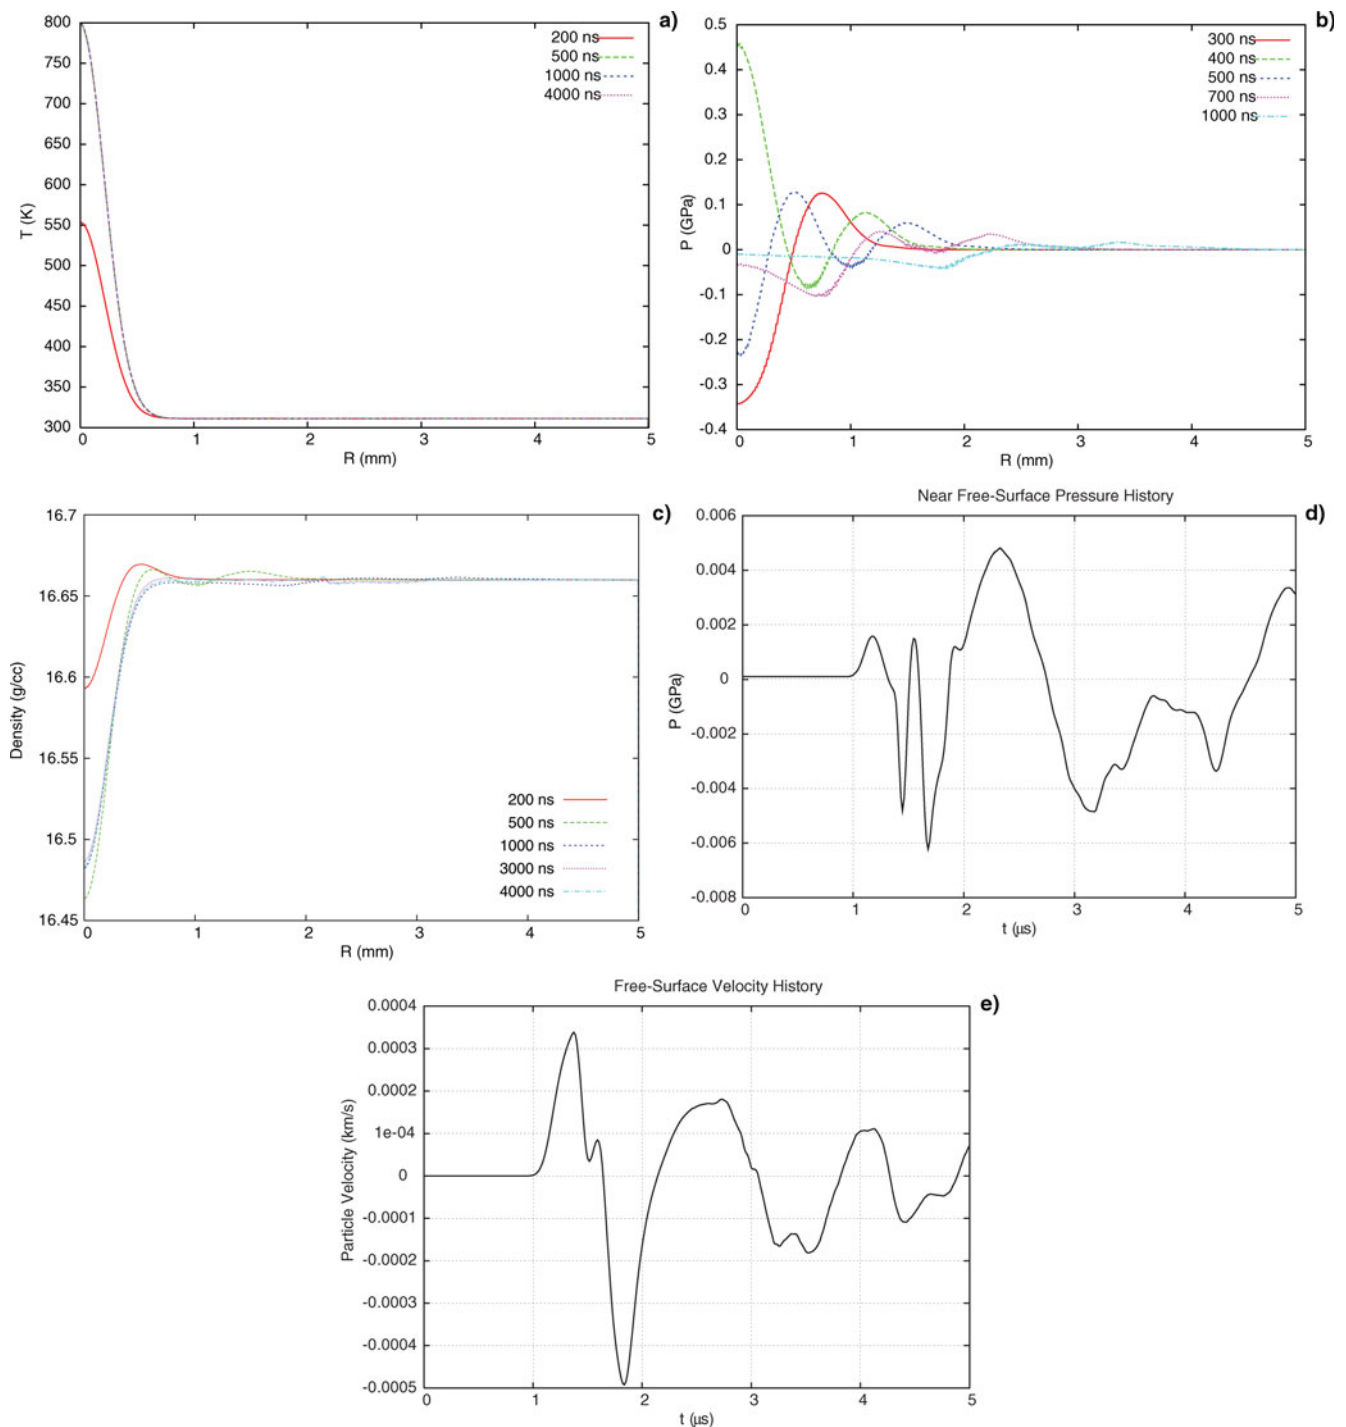 a)
800
750
700
650
600
550
500
450
400
350
300
T (K)
200 ns
500 ns
1000 ns
4000 ns
0 1 2 3 4 5
R (mm)
b)
0.5
0.4
0.3
0.2
0.1
0
-0.1
-0.2
-0.3
-0.4
P (GPa)
300 ns
400 ns
500 ns
700 ns
1000 ns
0 1 2 3 4 5
R (mm)
c)
16.7
16.65
16.6
16.55
16.5
16.45
Density (g/cc)
200 ns
500 ns
1000 ns
3000 ns
4000 ns
0 1 2 3 4 5
R (mm)
Near Free-Surface Pressure History
d)
0.006
0.004
0.002
0
-0.002
-0.004
-0.006
-0.008
P (GPa)
0 1 2 3 4 5
t (μs)
Free-Surface Velocity History
e)
0.0004
0.0003
0.0002
1e-04
0
-0.0001
-0.0002
-0.0003
-0.0004
-0.0005
Particle Velocity (km/s)
0 1 2 3 4 5
t (μs)